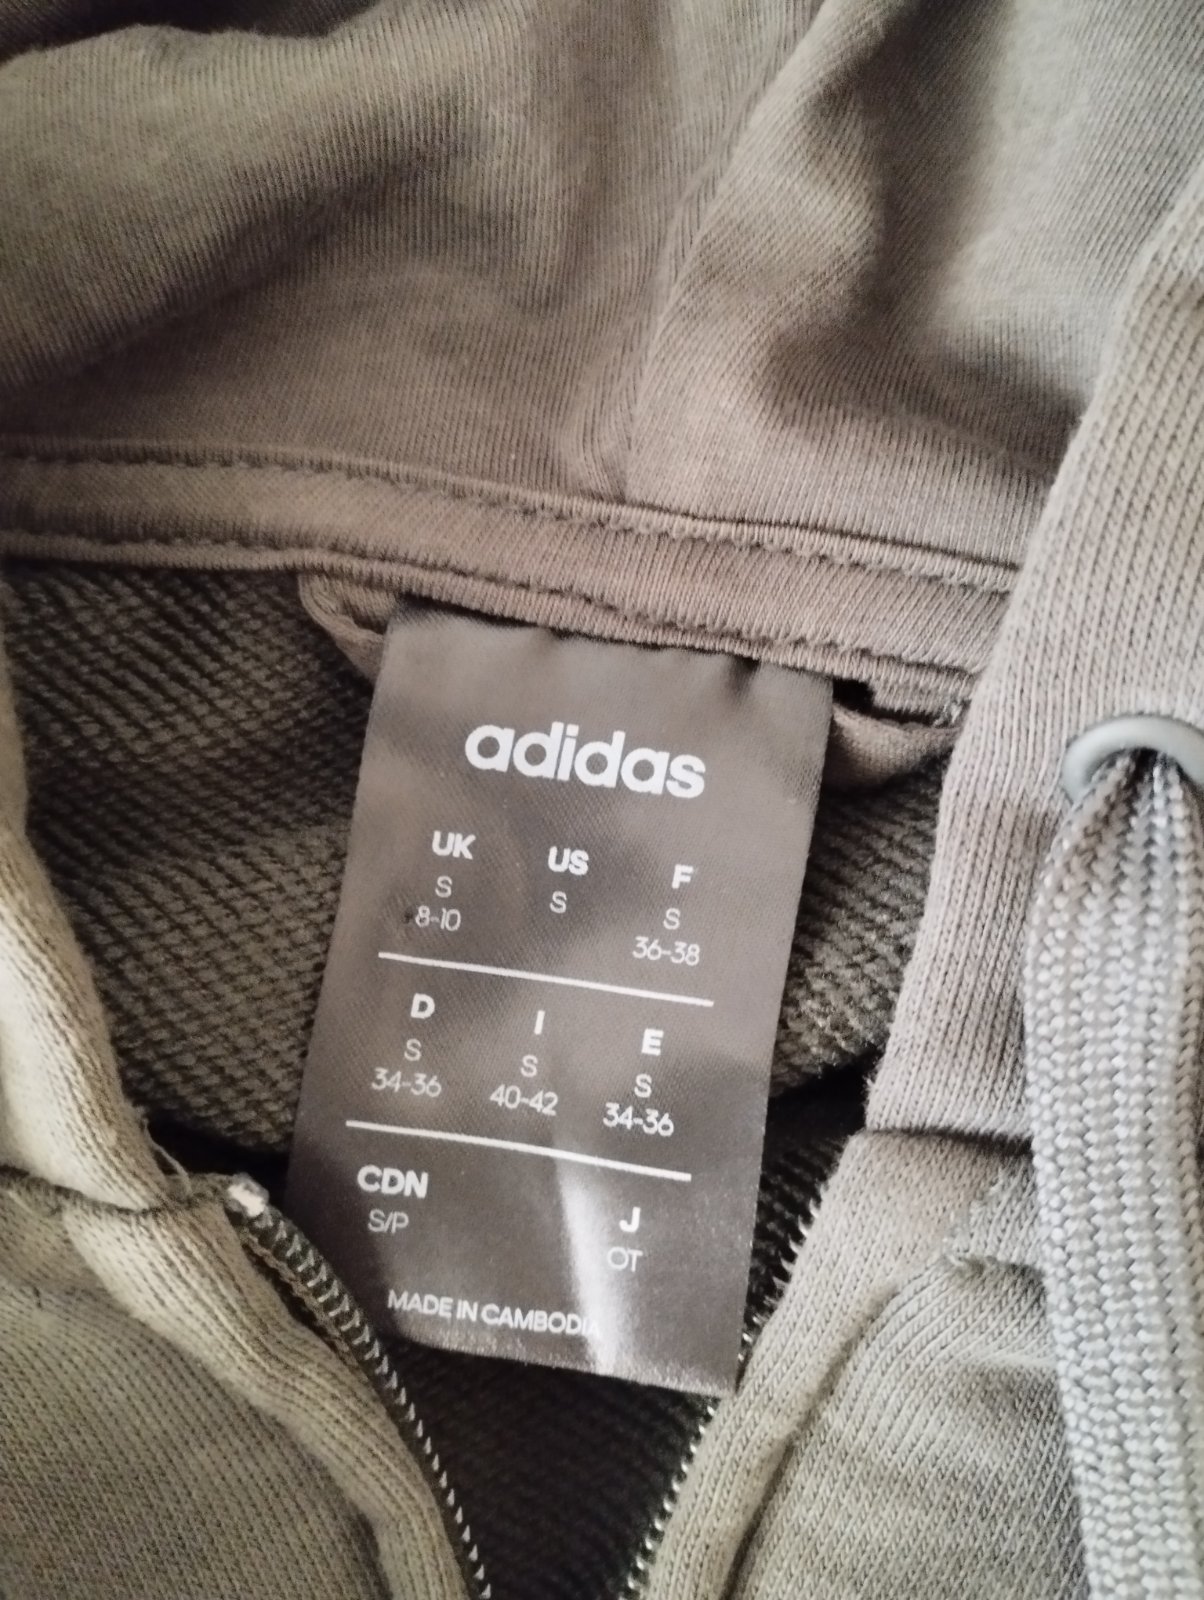 adidas
UK US F
S S S
8-10 36-38
D I E
S S S
34-36 40-42 34-36
CDN J
S/P OT
MADE IN CAMBODIA